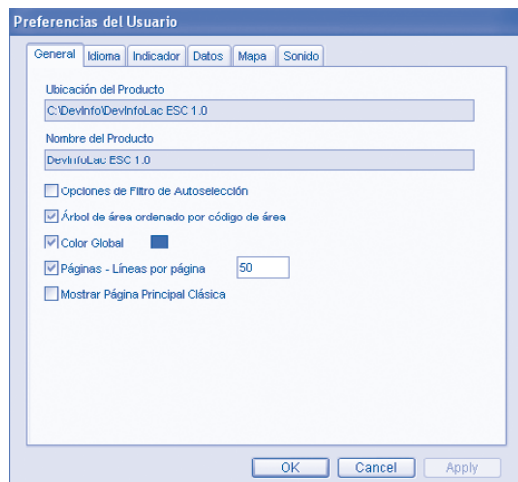 Preferencias del Usuario
General Idioma Indicador Datos Mapa Sonido
Ubicación del Producto
C:\DevInfo\DevInfoLac ESC 1.0
Nombre del Producto
DevInfoLac ESC 1.0
Opciones de Filtro de Autoselección
Árbol de área ordenado por código de área
Color Global
Páginas - Líneas por página 50
Mostrar Página Principal Clásica
OK Cancel Apply